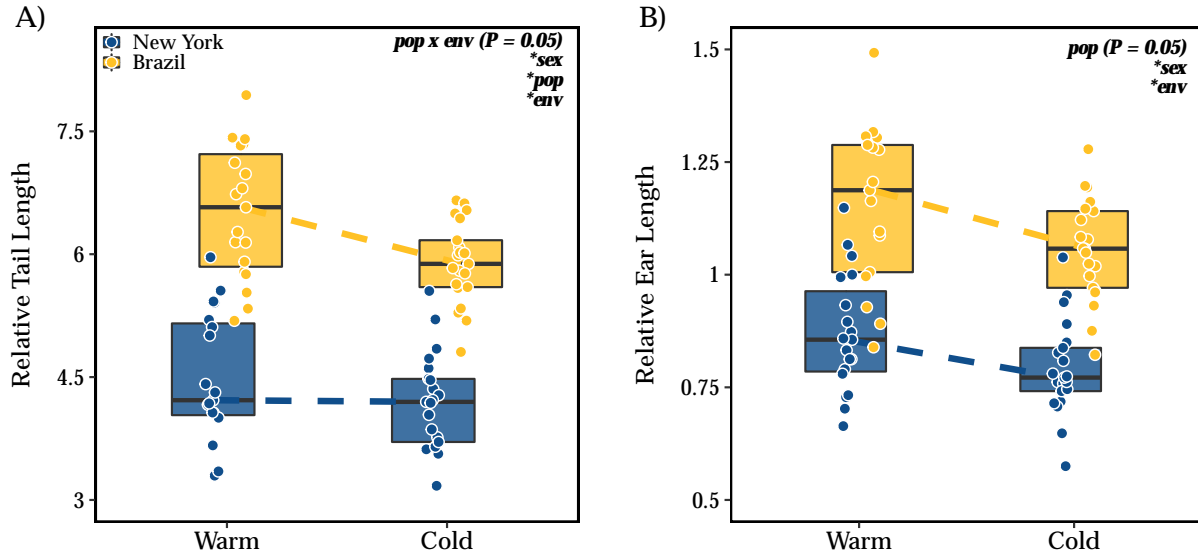 A)
New York
Brazil
pop x env (P = 0.05)
*sex
*pop
*env
Relative Tail Length
7.5
6
4.5
3
Warm
Cold
B)
pop (P = 0.05)
*sex
*env
Relative Ear Length
1.5
1.25
1
0.75
0.5
Warm
Cold